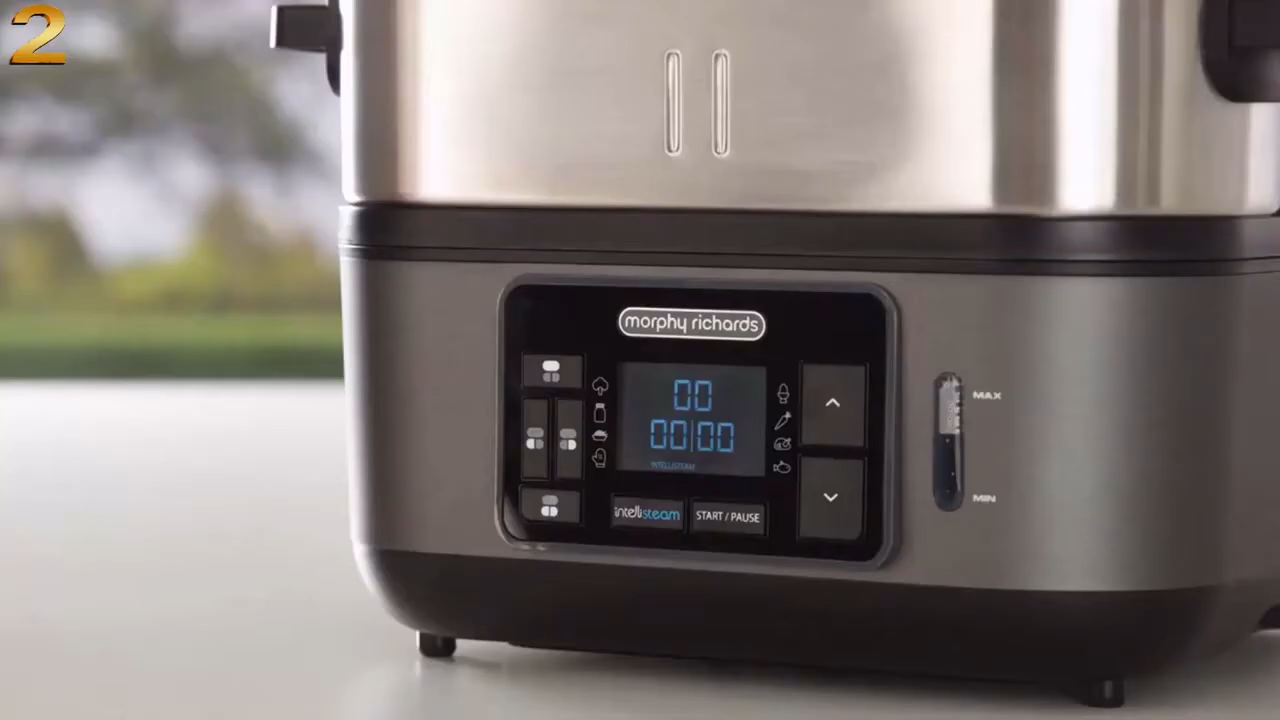 2
morphy richards
00
00:00
INTELLISTEAM
intellisteam
START / PAUSE
MAX
MIN